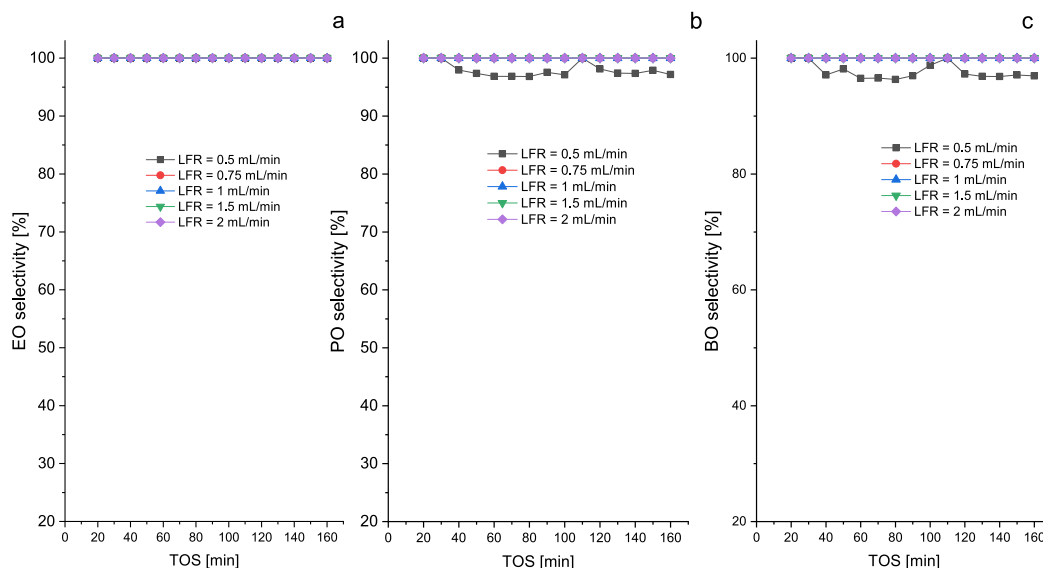 a
100
90
80
70
60
50
40
30
20
EO selectivity [%]
LFR = 0.5 mL/min
LFR = 0.75 mL/min
LFR = 1 mL/min
LFR = 1.5 mL/min
LFR = 2 mL/min
0 20 40 60 80 100 120 140 160
TOS [min]
b
100
90
80
70
60
50
40
30
20
PO selectivity [%]
LFR = 0.5 mL/min
LFR = 0.75 mL/min
LFR = 1 mL/min
LFR = 1.5 mL/min
LFR = 2 mL/min
0 20 40 60 80 100 120 140 160
TOS [min]
c
100
80
60
40
20
BO selectivity [%]
LFR = 0.5 mL/min
LFR = 0.75 mL/min
LFR = 1 mL/min
LFR = 1.5 mL/min
LFR = 2 mL/min
0 20 40 60 80 100 120 140 160
TOS [min]